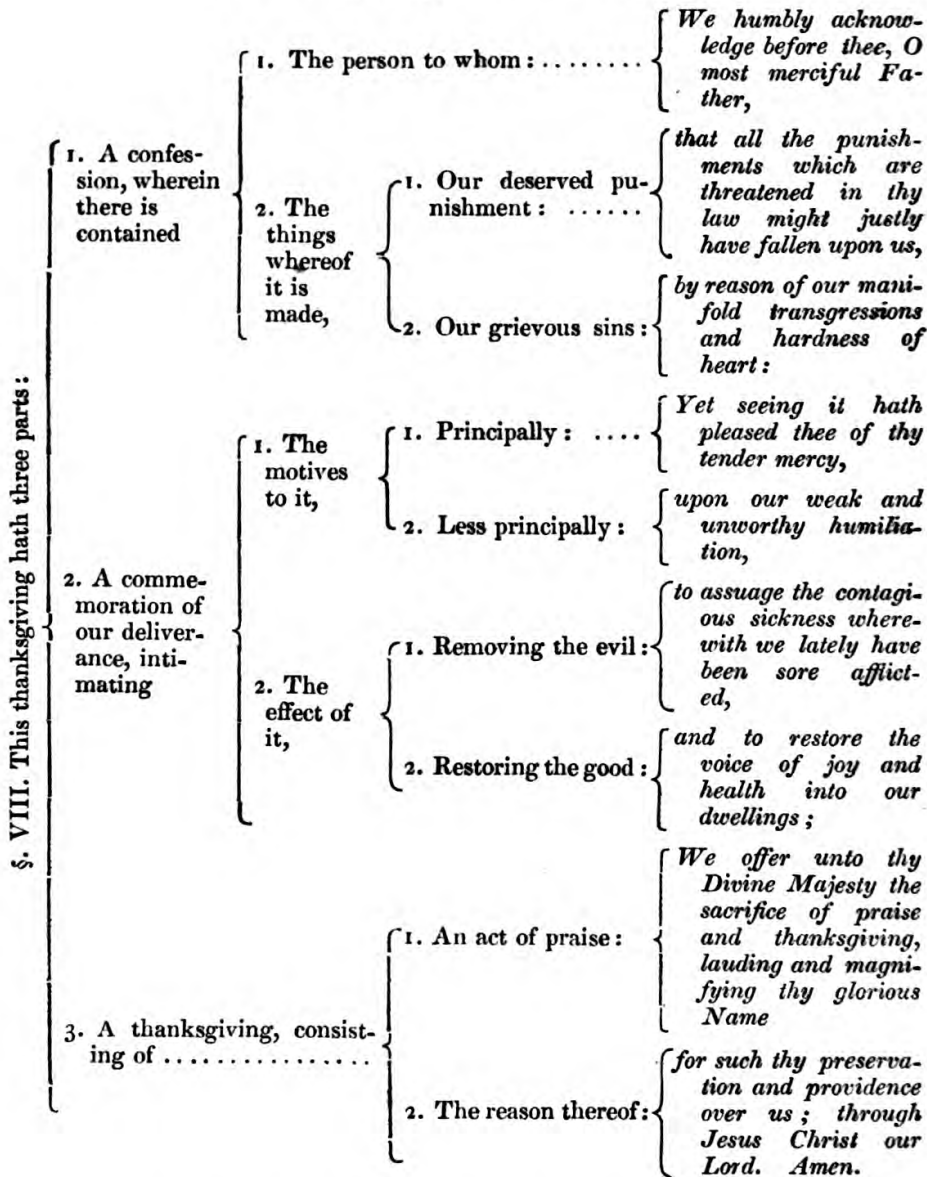 §. VIII. This thanksgiving hath three parts:
1. A confes-
sion, wherein
there is
contained
1. The person to whom : ........
We humbly acknow-
ledge before thee, O
most merciful Fa-
ther,
2. The
things
whereof
it is
made,
1. Our deserved pu-
nishment : ......
that all the punish-
ments which are
threatened in thy
law might justly
have fallen upon us,
2. Our grievous sins :
by reason of our mani-
fold transgressions
and hardness of
heart :
2. A comme-
moration of
our deliver-
ance, inti-
mating
1. The
motives
to it,
1. Principally : ....
Yet seeing it hath
pleased thee of thy
tender mercy,
2. Less principally :
upon our weak and
unworthy humilia-
tion,
2. The
effect of
it,
1. Removing the evil :
to assuage the contagi-
ous sickness where-
with we lately have
been sore afflict-
ed,
2. Restoring the good :
and to restore the
voice of joy and
health into our
dwellings ;
3. A thanksgiving, consist-
ing of ................
1. An act of praise :
We offer unto thy
Divine Majesty the
sacrifice of praise
and thanksgiving,
lauding and magni-
fying thy glorious
Name
2. The reason thereof :
for such thy preserva-
tion and providence
over us ; through
Jesus Christ our
Lord. Amen.